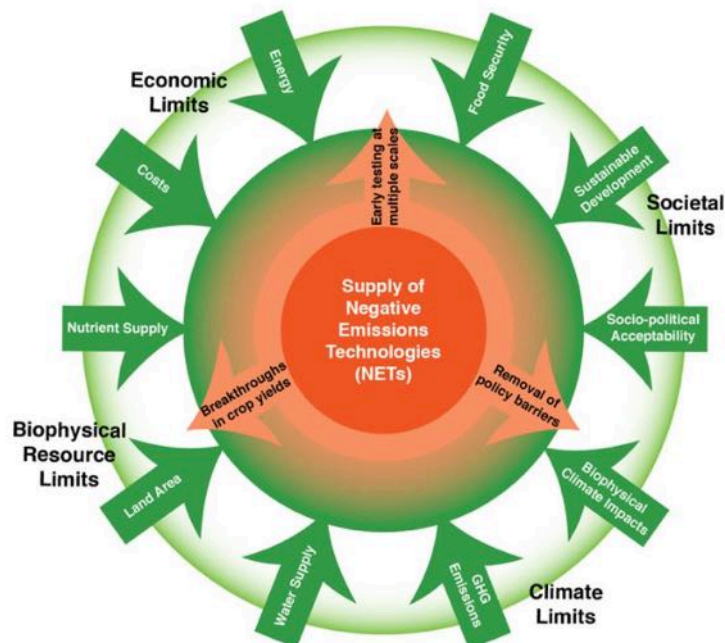 Energy
Food Security
Economic
Limits
Costs
Early testing at
multiple scales
Sustainable
Development
Societal
Limits
Supply of
Negative
Emissions
Technologies
(NETs)
Nutrient Supply
Socio-political
Acceptability
Breakthroughs
in crop yields
Removal of
policy barriers
Biophysical
Resource
Limits
Land Area
Biophysical
Climate Impacts
Water Supply
GHG
Emissions
Climate
Limits